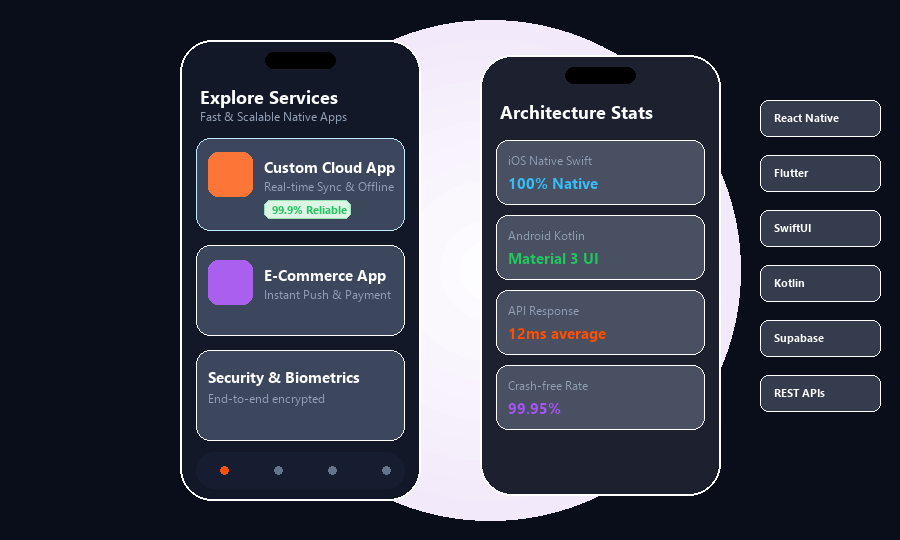 Explore Services
Fast & Scalable Native Apps
Custom Cloud App
Real-time Sync & Offline
99.9% Reliable
E-Commerce App
Instant Push & Payment
Security & Biometrics
End-to-end encrypted
Architecture Stats
iOS Native Swift
100% Native
Android Kotlin
Material 3 UI
API Response
12ms average
Crash-free Rate
99.95%
React Native
Flutter
SwiftUI
Kotlin
Supabase
REST APIs